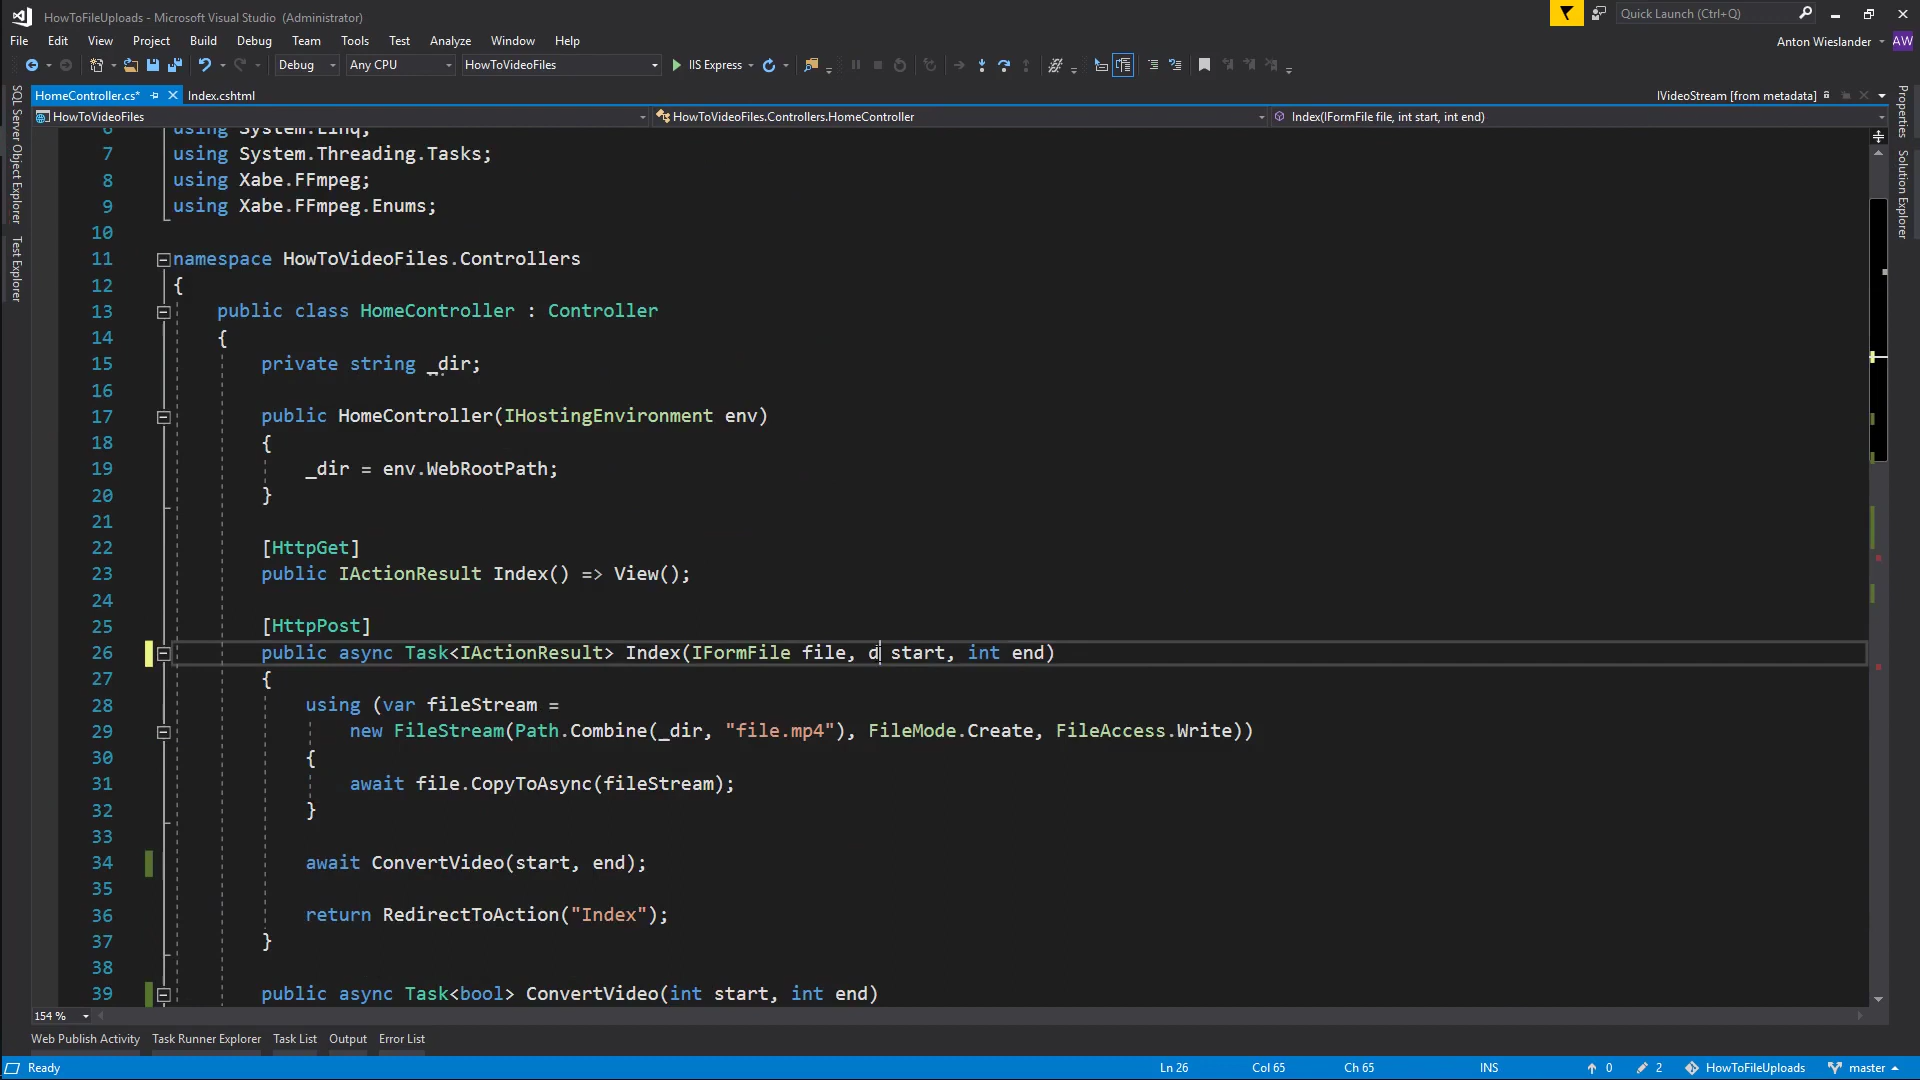 HowToFileUploads - Microsoft Visual Studio (Administrator)
Quick Launch (Ctrl+Q)
File Edit View Project Build Debug Team Tools Test Analyze Window Help
Anton Wieslander AW
Debug Any CPU HowToVideoFiles IIS Express
HomeController.cs* Index.cshtml
IVideoStream [from metadata]
HowToVideoFiles HowToVideoFiles.Controllers.HomeController Index(IFormFile file, int start, int end)
SQL Server Object Explorer
Test Explorer
Properties
Solution Explorer
6 using System.Linq;
7 using System.Threading.Tasks;
8 using Xabe.FFmpeg;
9 using Xabe.FFmpeg.Enums;
10
11 namespace HowToVideoFiles.Controllers
12 {
13 public class HomeController : Controller
14 {
15 private string _dir;
16
17 public HomeController(IHostingEnvironment env)
18 {
19 _dir = env.WebRootPath;
20 }
21
22 [HttpGet]
23 public IActionResult Index() => View();
24
25 [HttpPost]
26 public async Task<IActionResult> Index(IFormFile file, d start, int end)
27 {
28 using (var fileStream =
29 new FileStream(Path.Combine(_dir, "file.mp4"), FileMode.Create, FileAccess.Write))
30 {
31 await file.CopyToAsync(fileStream);
32 }
33
34 await ConvertVideo(start, end);
35
36 return RedirectToAction("Index");
37 }
38
39 public async Task<bool> ConvertVideo(int start, int end)
154 %
Web Publish Activity Task Runner Explorer Task List Output Error List
Ready Ln 26 Col 65 Ch 65 INS 0 2 HowToFileUploads master